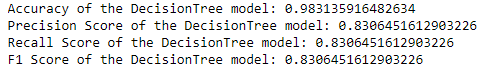 Accuracy of the DecisionTree model: 0.983135916482634
Precision Score of the DecisionTree model: 0.8306451612903226
Recall Score of the DecisionTree model: 0.8306451612903226
F1 Score of the DecisionTree model: 0.8306451612903226